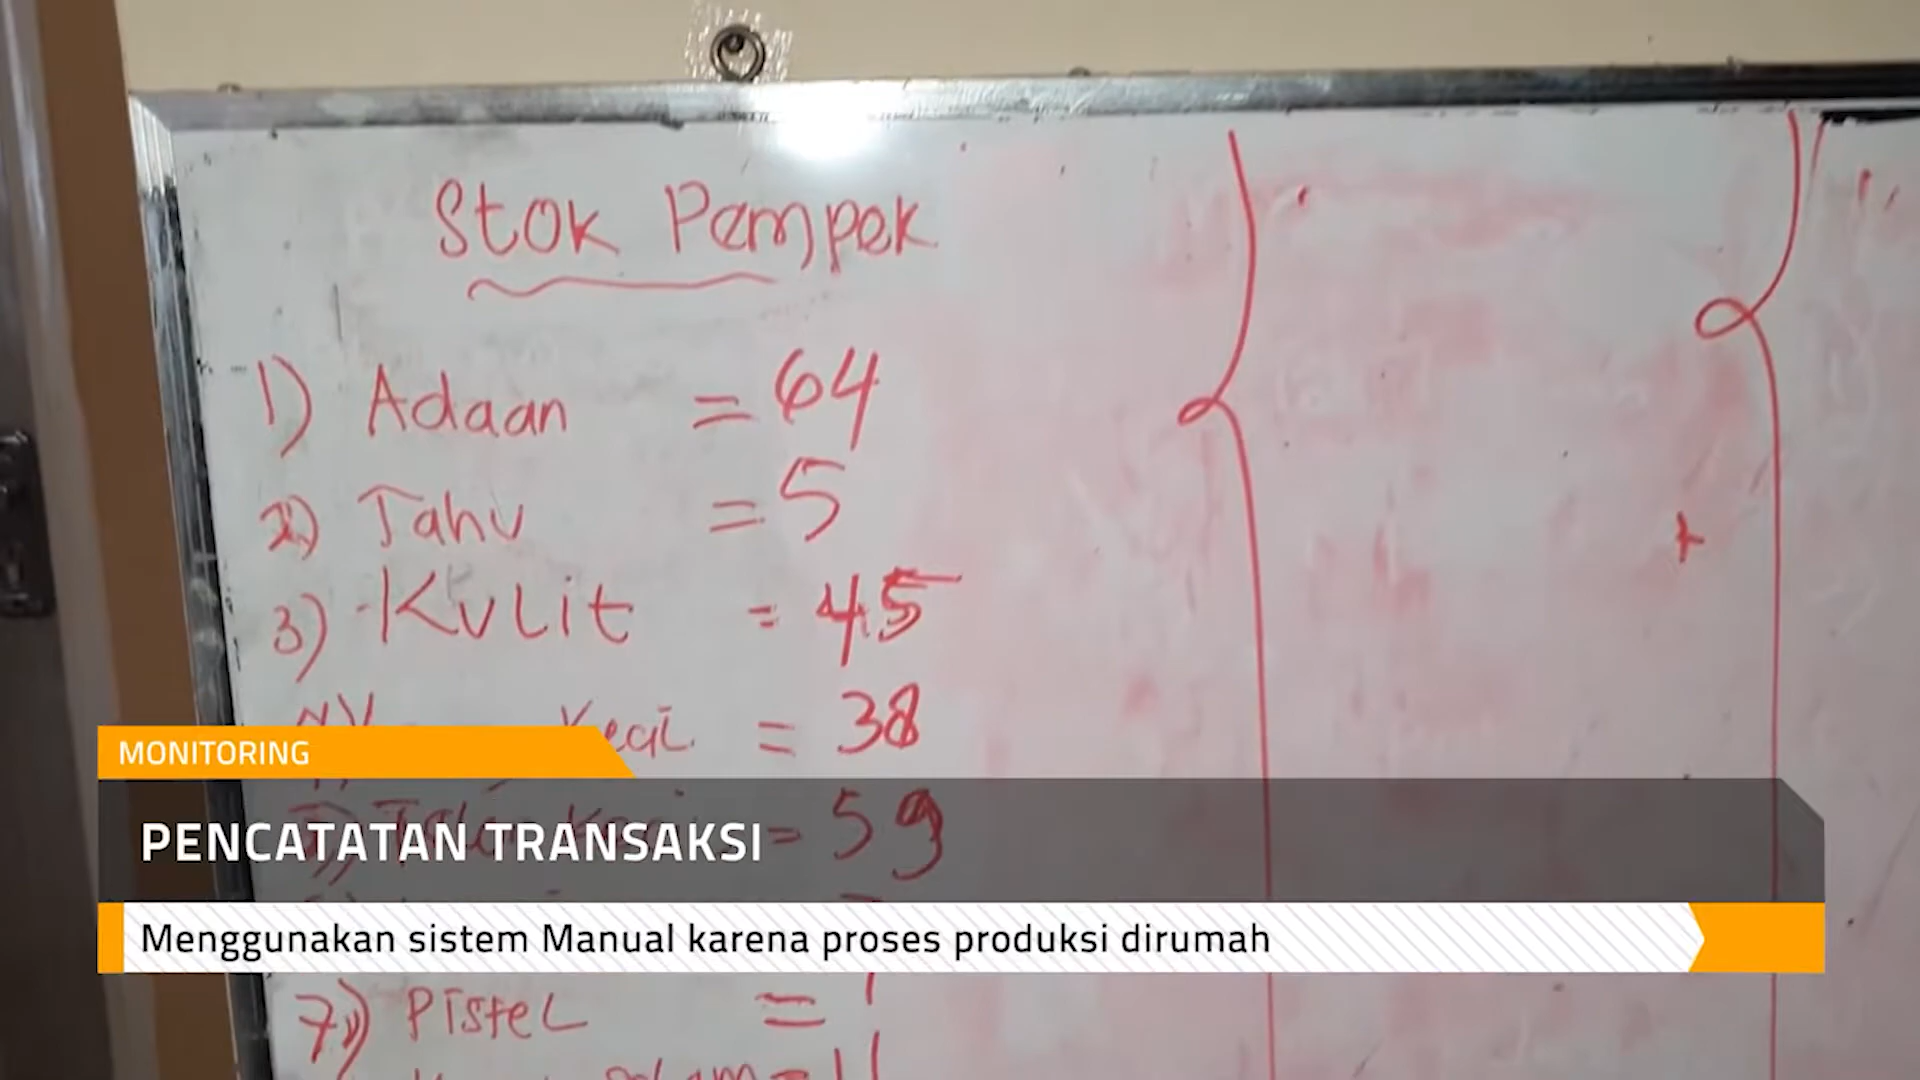 Stok Pempek
1) Adaan = 64
2) Tahu = 5
3) Kulit = 45
Kecil = 38
MONITORING
= 59
PENCATATAN TRANSAKSI
Menggunakan sistem Manual karena proses produksi dirumah
7) Pistel =